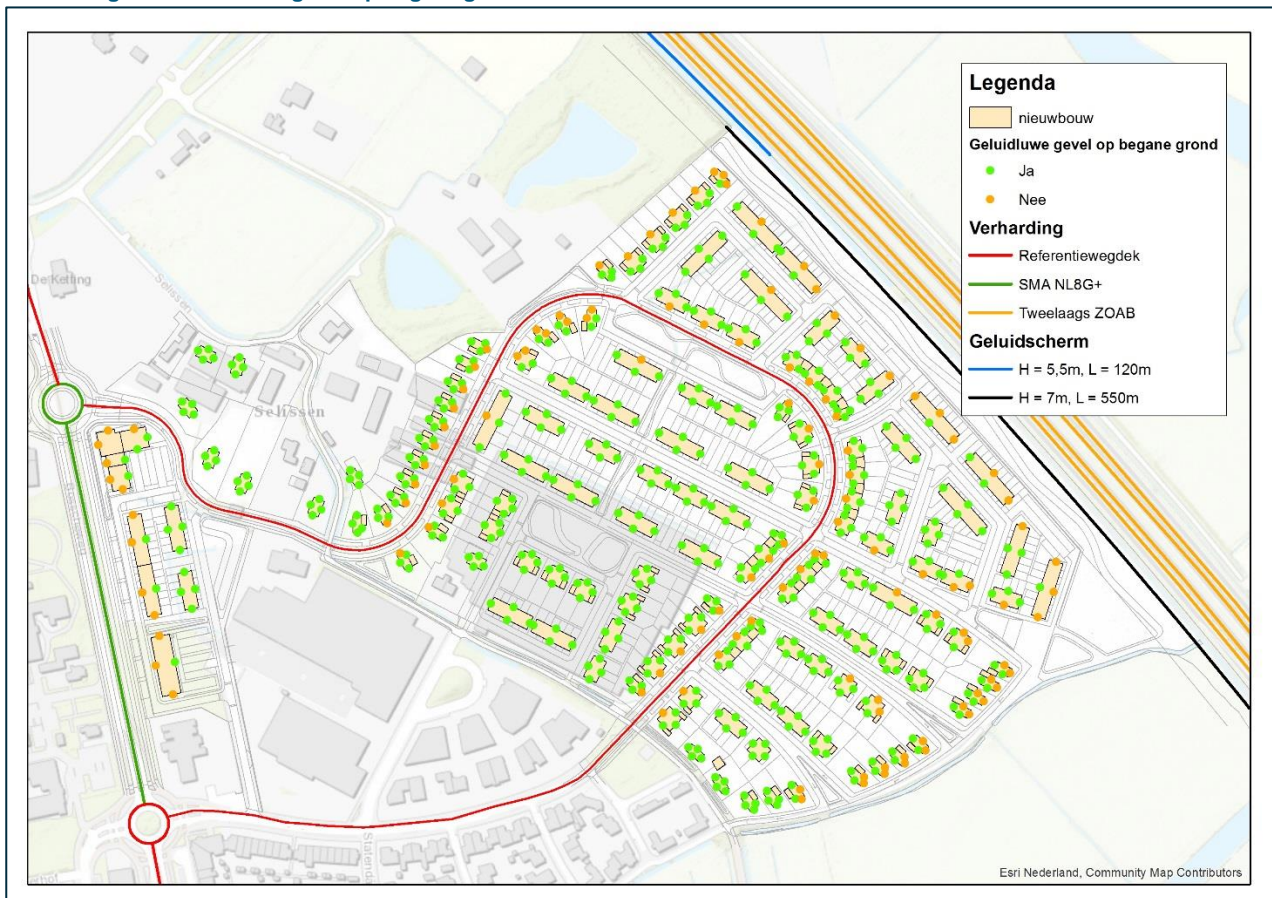 Legenda
nieuwbouw
Geluidluwe gevel op begane grond
Ja
Nee
Verharding
Referentiewegdek
SMA NL8G+
Tweelaags ZOAB
Geluidscherm
H = 5,5m, L = 120m
H = 7m, L = 550m
De Ketting
Selissen
Selissen
Esri Nederland, Community Map Contributors